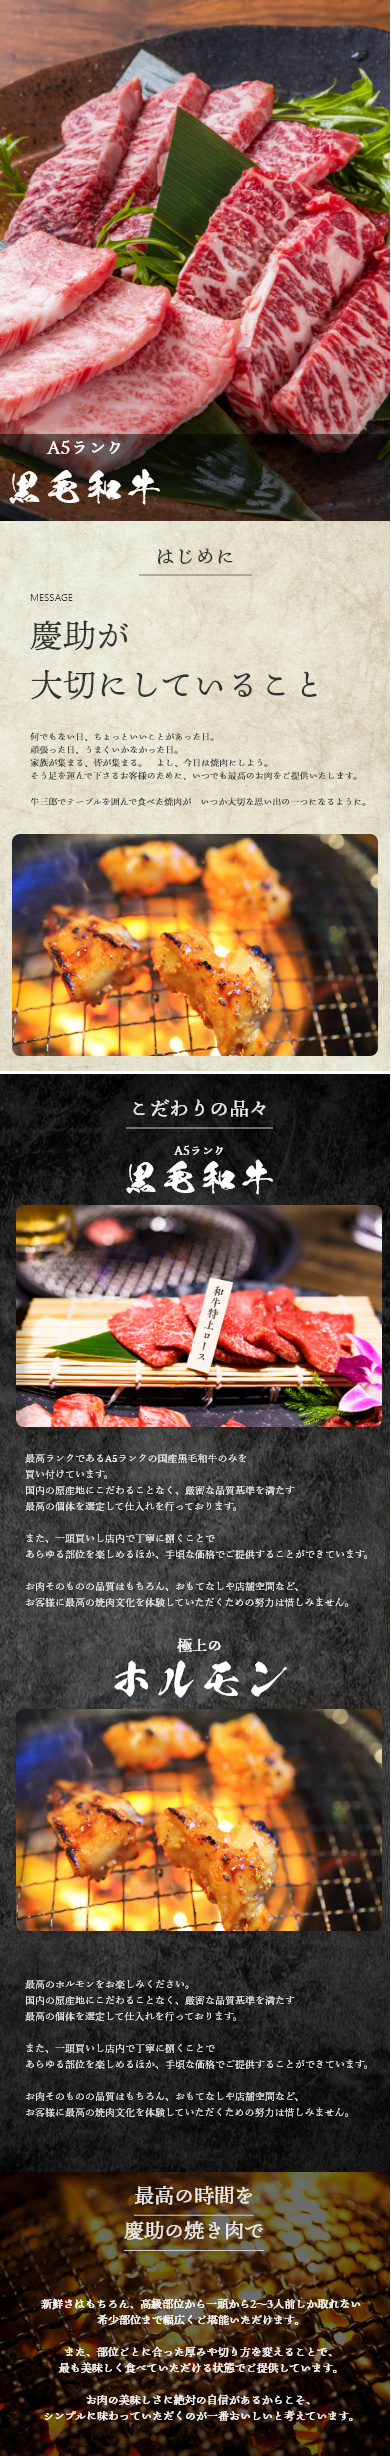 A5ランク
黒毛和牛
はじめに
MESSAGE
慶助が
大切にしていること
何でもない日、ちょっといいことがあった日。
頑張った日、うまくいかなかった日。
家族が集まる、皆が集まる。　よし、今日は焼肉にしよう。
そう足を運んで下さるお客様のために、いつでも最高のお肉をご提供いたします。
牛三郎でテーブルを囲んで食べた焼肉が　いつか大切な思い出の一つになるように。
こだわりの品々
A5ランク
黒毛和牛
和牛特上ロース
最高ランクであるA5ランクの国産黒毛和牛のみを
買い付けています。
国内の原産地にこだわることなく、厳密な品質基準を満たす
最高の個体を選定して仕入れを行っております。
また、一頭買いし店内で丁寧に捌くことで
あらゆる部位を楽しめるほか、手頃な価格でご提供することができています。
お肉そのものの品質はもちろん、おもてなしや店舗空間など、
お客様に最高の焼肉文化を体験していただくための努力は惜しみません。
極上の
ホルモン
最高のホルモンをお楽しみください。
国内の原産地にこだわることなく、厳密な品質基準を満たす
最高の個体を選定して仕入れを行っております。
また、一頭買いし店内で丁寧に捌くことで
あらゆる部位を楽しめるほか、手頃な価格でご提供することができています。
お肉そのものの品質はもちろん、おもてなしや店舗空間など、
お客様に最高の焼肉文化を体験していただくための努力は惜しみません。
最高の時間を
慶助の焼き肉で
新鮮さはもちろん、高級部位から一頭から2〜3人前しか取れない
希少部位まで幅広くご堪能いただけます。
また、部位ごとに合った厚みや切り方を変えることで、
最も美味しく食べていただける状態でご提供しています。
お肉の美味しさに絶対の自信があるからこそ、
シンプルに味わっていただくのが一番おいしいと考えています。